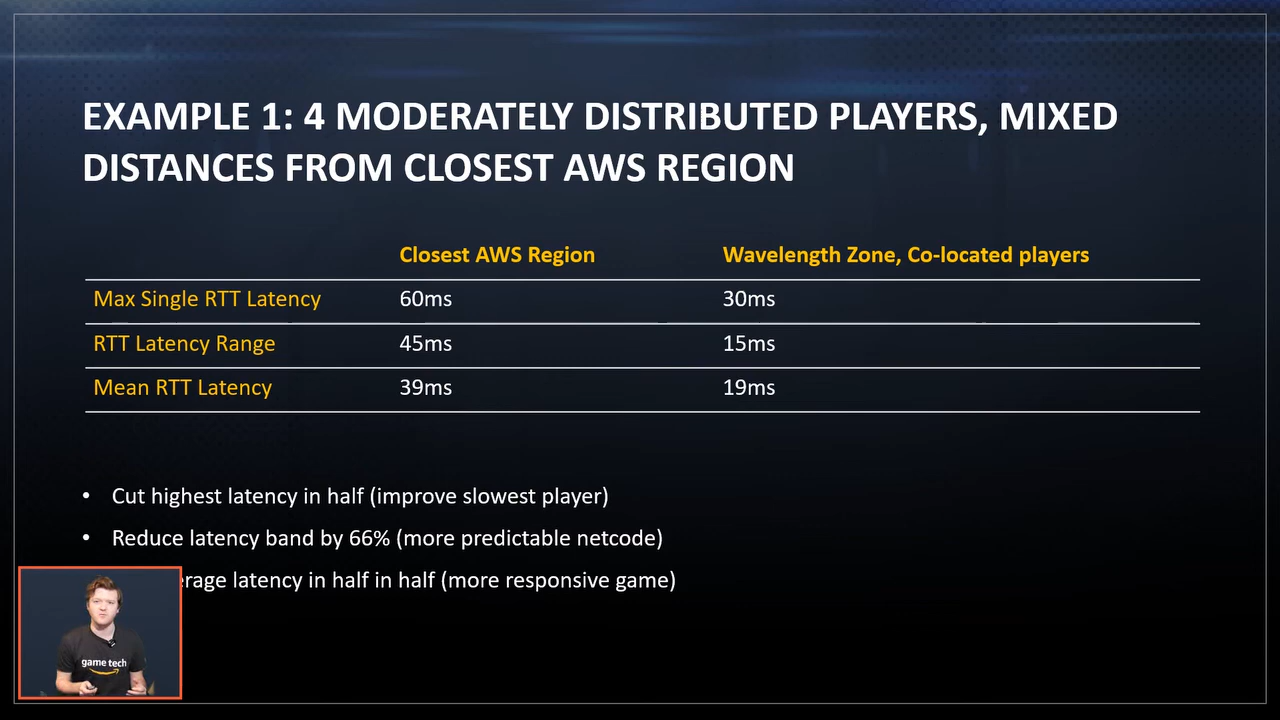 EXAMPLE 1: 4 MODERATELY DISTRIBUTED PLAYERS, MIXED
DISTANCES FROM CLOSEST AWS REGION
Closest AWS Region Wavelength Zone, Co-located players
Max Single RTT Latency 60ms 30ms
RTT Latency Range 45ms 15ms
Mean RTT Latency 39ms 19ms
• Cut highest latency in half (improve slowest player)
• Reduce latency band by 66% (more predictable netcode)
latency in half in half (more responsive game)
game tech